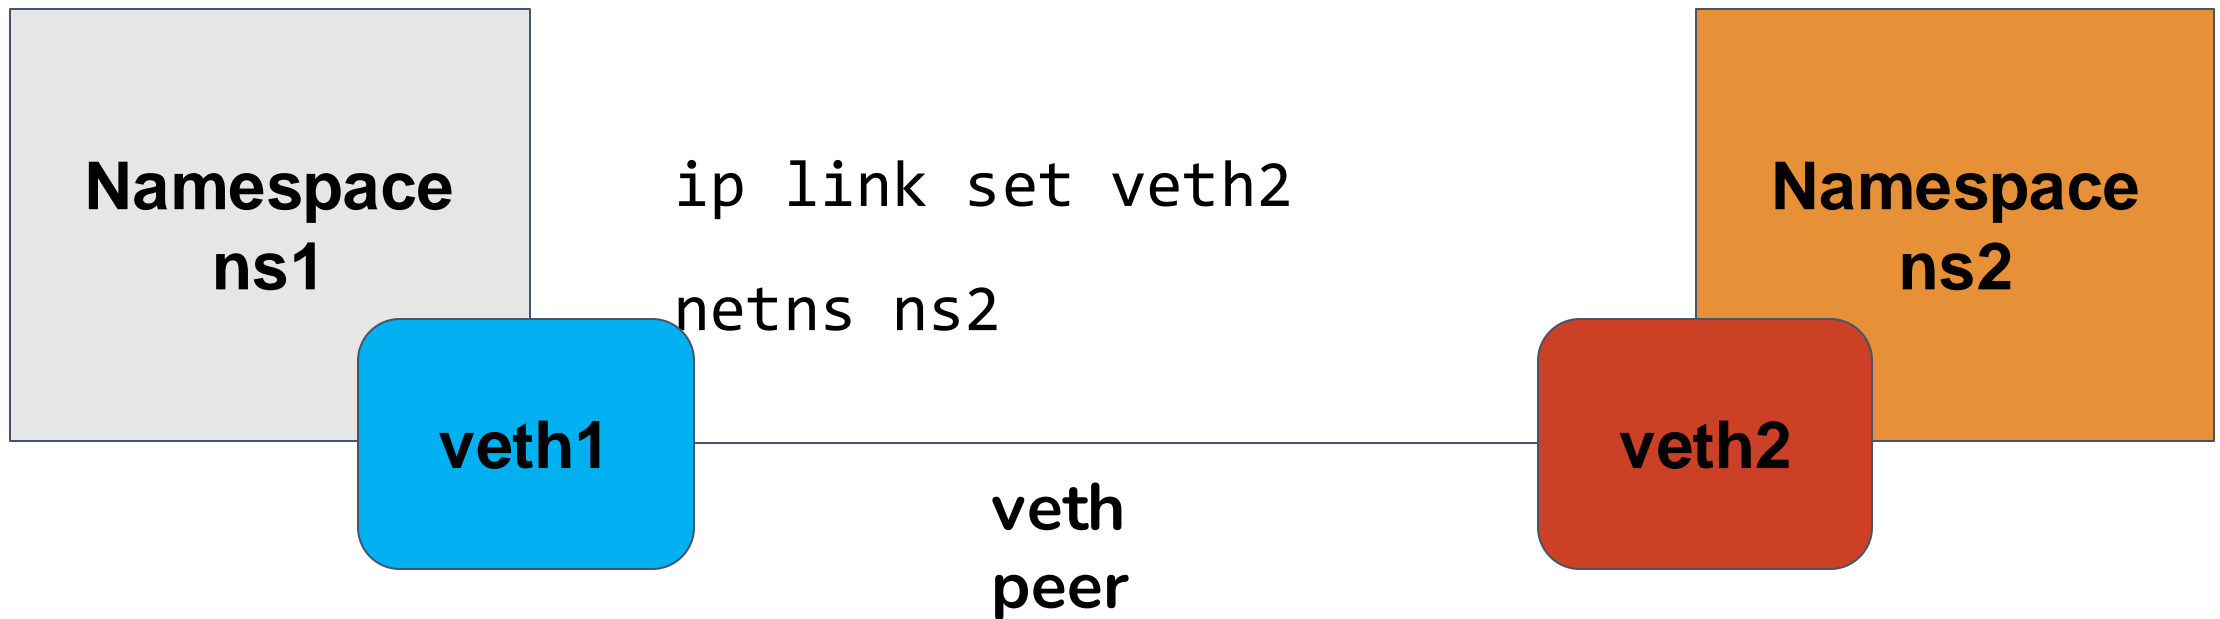 Namespace
ns1
ip link set veth2
netns ns2
Namespace
ns2
veth1
veth2
veth
peer